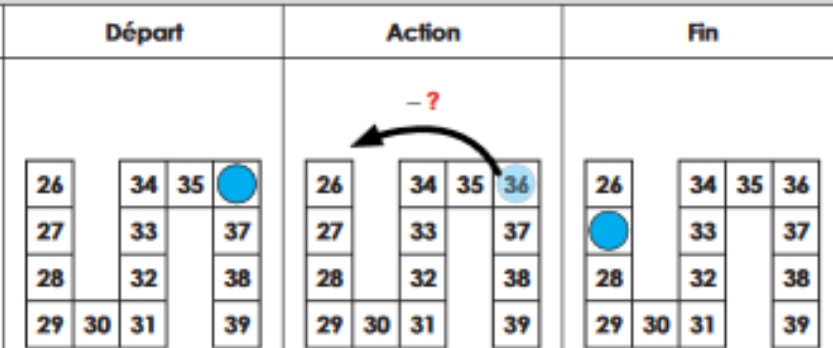 Départ Action Fin
– ?
26 34 35 26 34 35 36 26 34 35 36
27 33 37 27 33 37 33 37
28 32 38 28 32 38 28 32 38
29 30 31 39 29 30 31 39 29 30 31 39